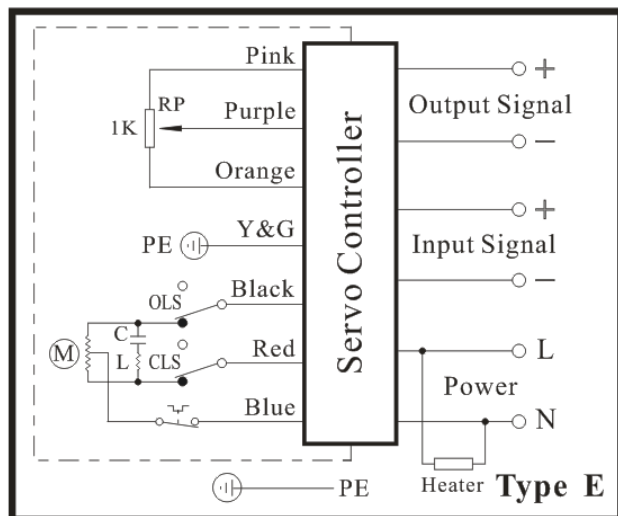 Pink
RP
1K
Purple
Orange
PE
Y&G
OLS
Black
C
M
L
CLS
Red
Blue
PE
Servo Controller
+
Output Signal
−
+
Input Signal
−
L
Power
N
Heater
Type E